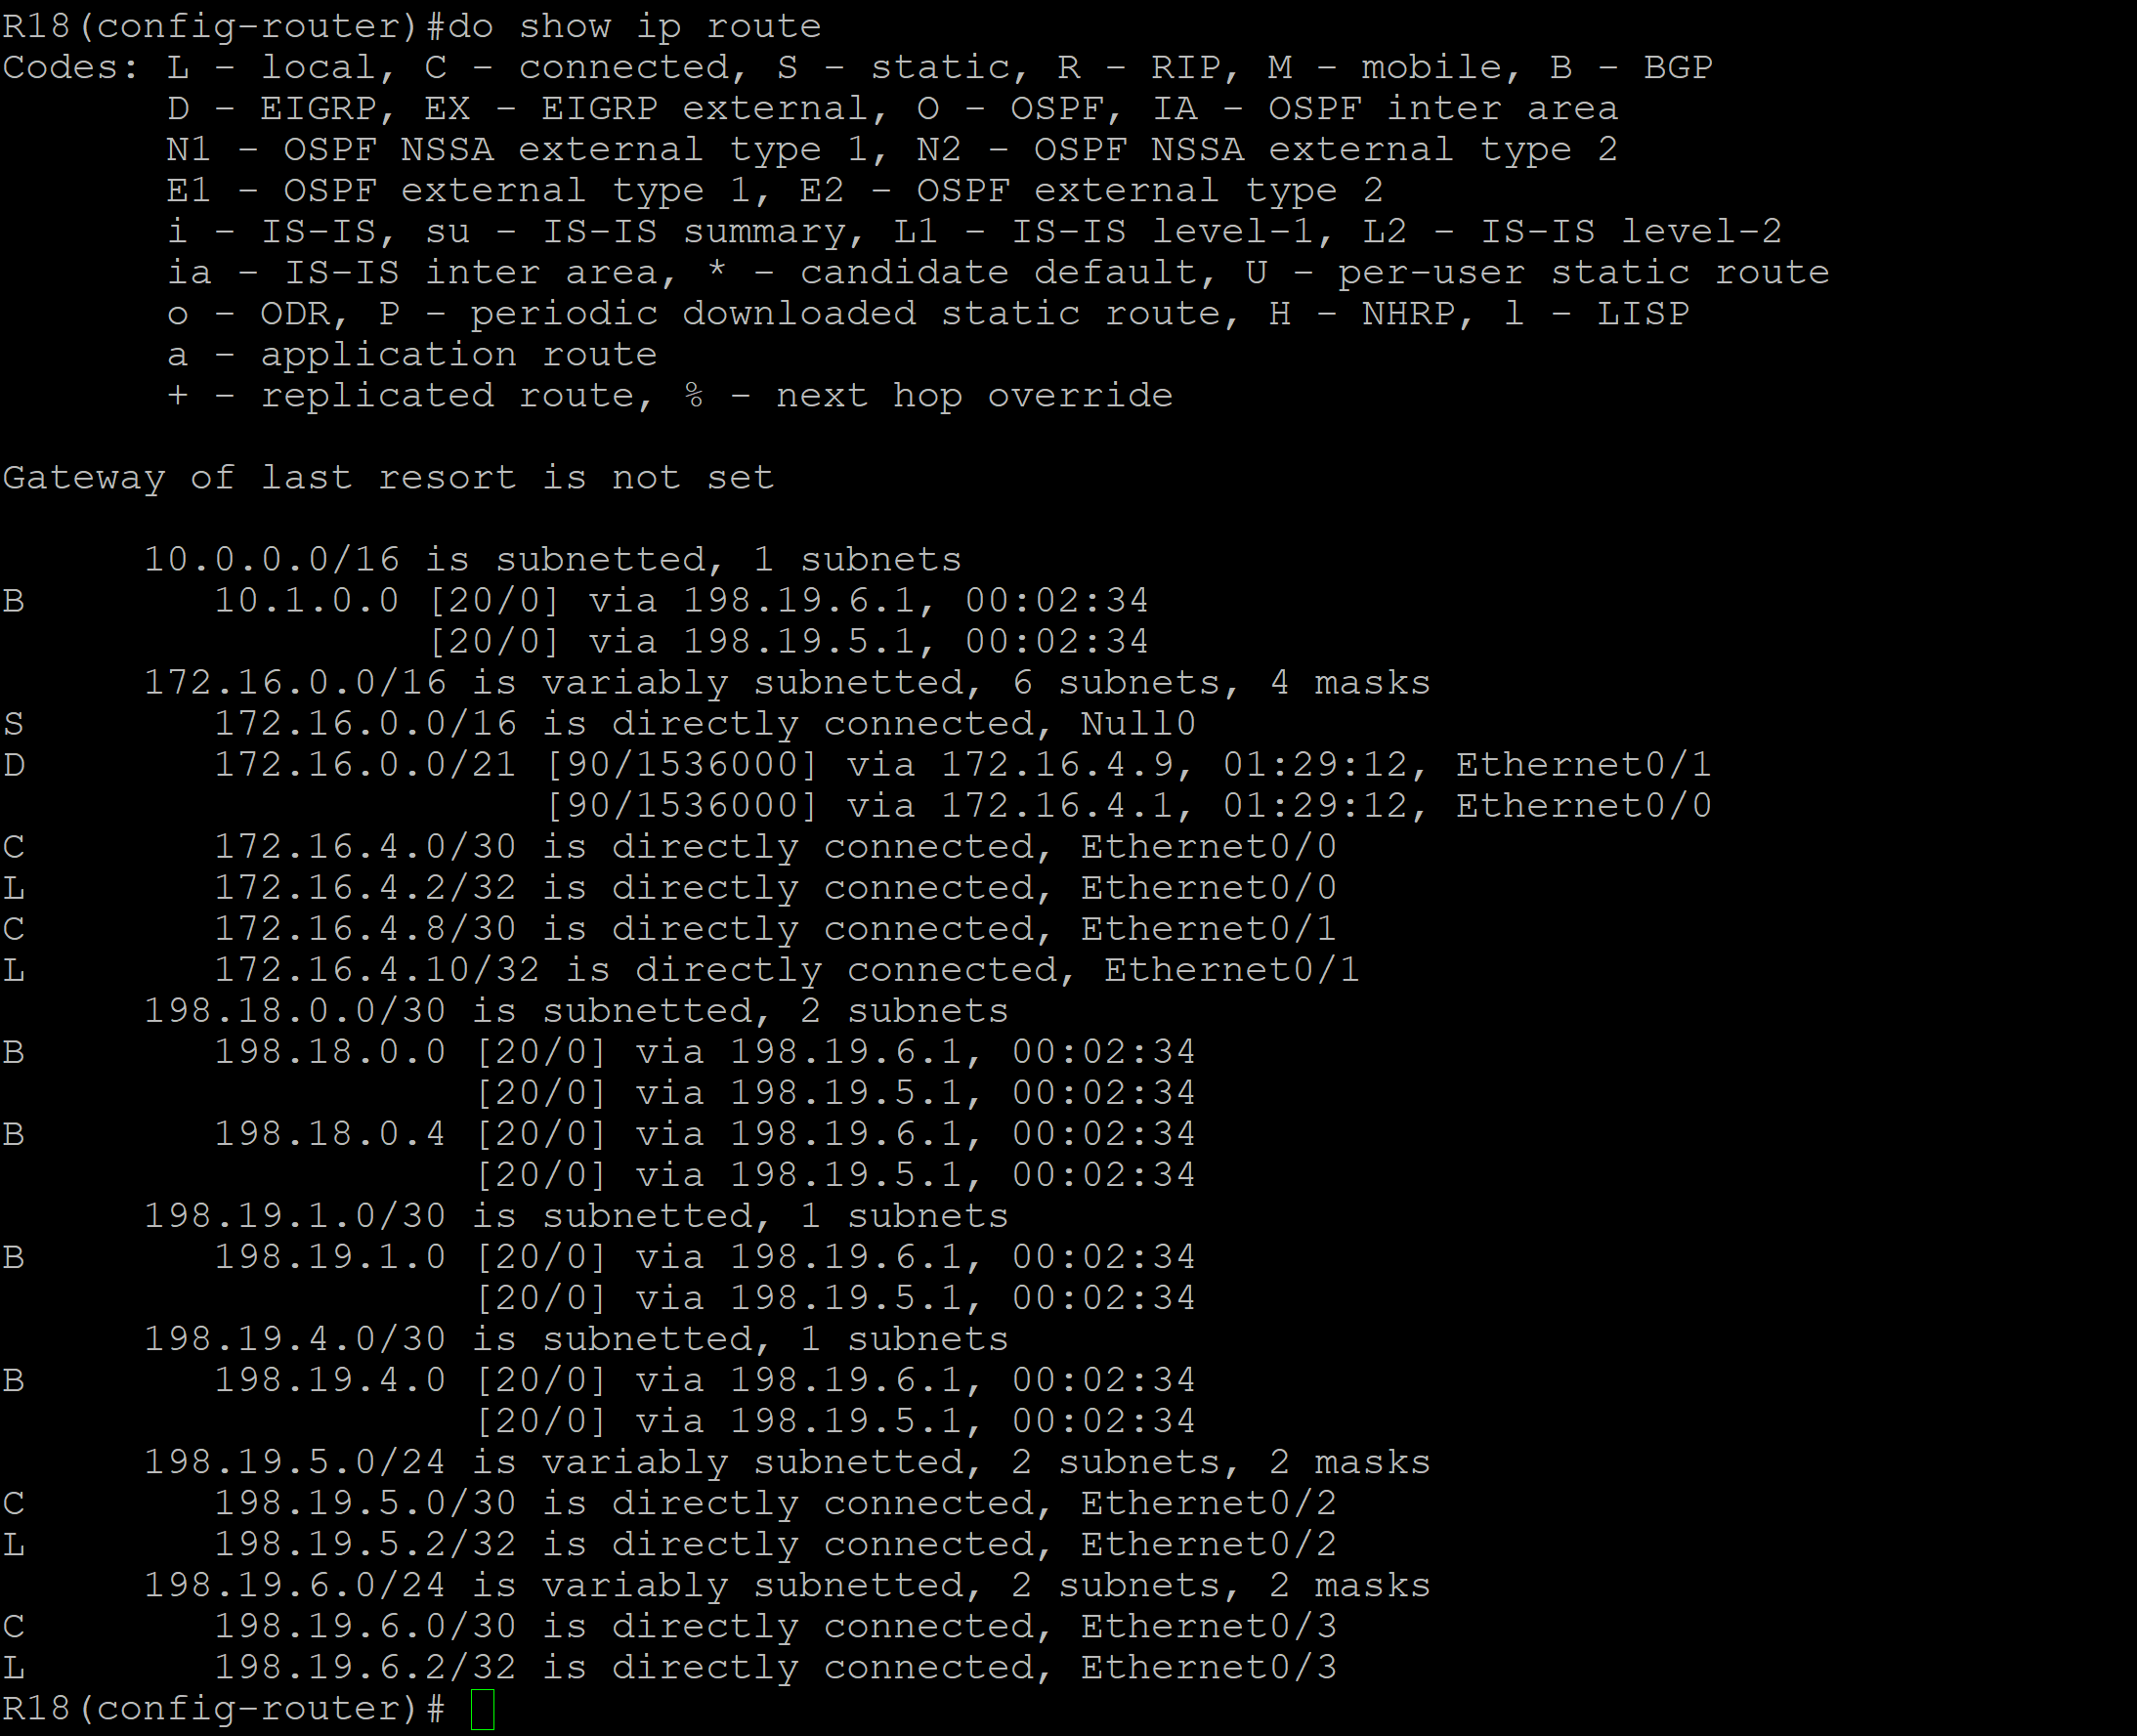 R18(config-router)#do show ip route
Codes: L - local, C - connected, S - static, R - RIP, M - mobile, B - BGP
       D - EIGRP, EX - EIGRP external, O - OSPF, IA - OSPF inter area
       N1 - OSPF NSSA external type 1, N2 - OSPF NSSA external type 2
       E1 - OSPF external type 1, E2 - OSPF external type 2
       i - IS-IS, su - IS-IS summary, L1 - IS-IS level-1, L2 - IS-IS level-2
       ia - IS-IS inter area, * - candidate default, U - per-user static route
       o - ODR, P - periodic downloaded static route, H - NHRP, l - LISP
       a - application route
       + - replicated route, % - next hop override

Gateway of last resort is not set

      10.0.0.0/16 is subnetted, 1 subnets
B        10.1.0.0 [20/0] via 198.19.6.1, 00:02:34
                  [20/0] via 198.19.5.1, 00:02:34
      172.16.0.0/16 is variably subnetted, 6 subnets, 4 masks
S        172.16.0.0/16 is directly connected, Null0
D        172.16.0.0/21 [90/1536000] via 172.16.4.9, 01:29:12, Ethernet0/1
                       [90/1536000] via 172.16.4.1, 01:29:12, Ethernet0/0
C        172.16.4.0/30 is directly connected, Ethernet0/0
L        172.16.4.2/32 is directly connected, Ethernet0/0
C        172.16.4.8/30 is directly connected, Ethernet0/1
L        172.16.4.10/32 is directly connected, Ethernet0/1
      198.18.0.0/30 is subnetted, 2 subnets
B        198.18.0.0 [20/0] via 198.19.6.1, 00:02:34
                    [20/0] via 198.19.5.1, 00:02:34
B        198.18.0.4 [20/0] via 198.19.6.1, 00:02:34
                    [20/0] via 198.19.5.1, 00:02:34
      198.19.1.0/30 is subnetted, 1 subnets
B        198.19.1.0 [20/0] via 198.19.6.1, 00:02:34
                    [20/0] via 198.19.5.1, 00:02:34
      198.19.4.0/30 is subnetted, 1 subnets
B        198.19.4.0 [20/0] via 198.19.6.1, 00:02:34
                    [20/0] via 198.19.5.1, 00:02:34
      198.19.5.0/24 is variably subnetted, 2 subnets, 2 masks
C        198.19.5.0/30 is directly connected, Ethernet0/2
L        198.19.5.2/32 is directly connected, Ethernet0/2
      198.19.6.0/24 is variably subnetted, 2 subnets, 2 masks
C        198.19.6.0/30 is directly connected, Ethernet0/3
L        198.19.6.2/32 is directly connected, Ethernet0/3
R18(config-router)#